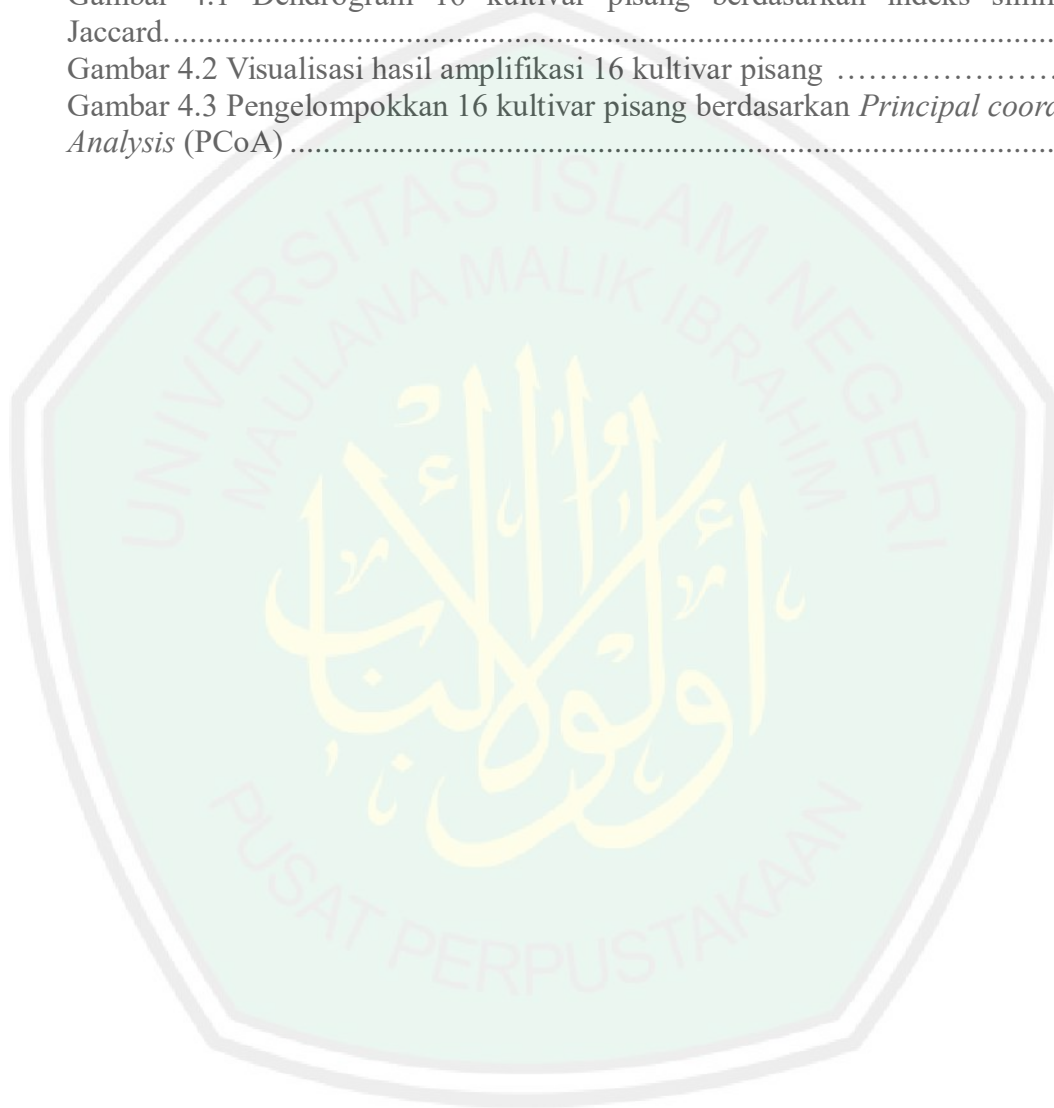 Gambar 4.1 Dendrogram 16 kultivar pisang berdasarkan indeks
Jaccard.
Gambar 4.2 Visualisasi hasil amplifikasi 16 kultivar pisang
Gambar 4.3 Pengelompokkan 16 kultivar pisang berdasarkan Principal
Analysis (PCoA)
UNIVERSITAS ISLAM NEGERI
MAULANA MALIK IBRAHIM
أولوا الألباب
PUSAT PERPUSTAKAAN